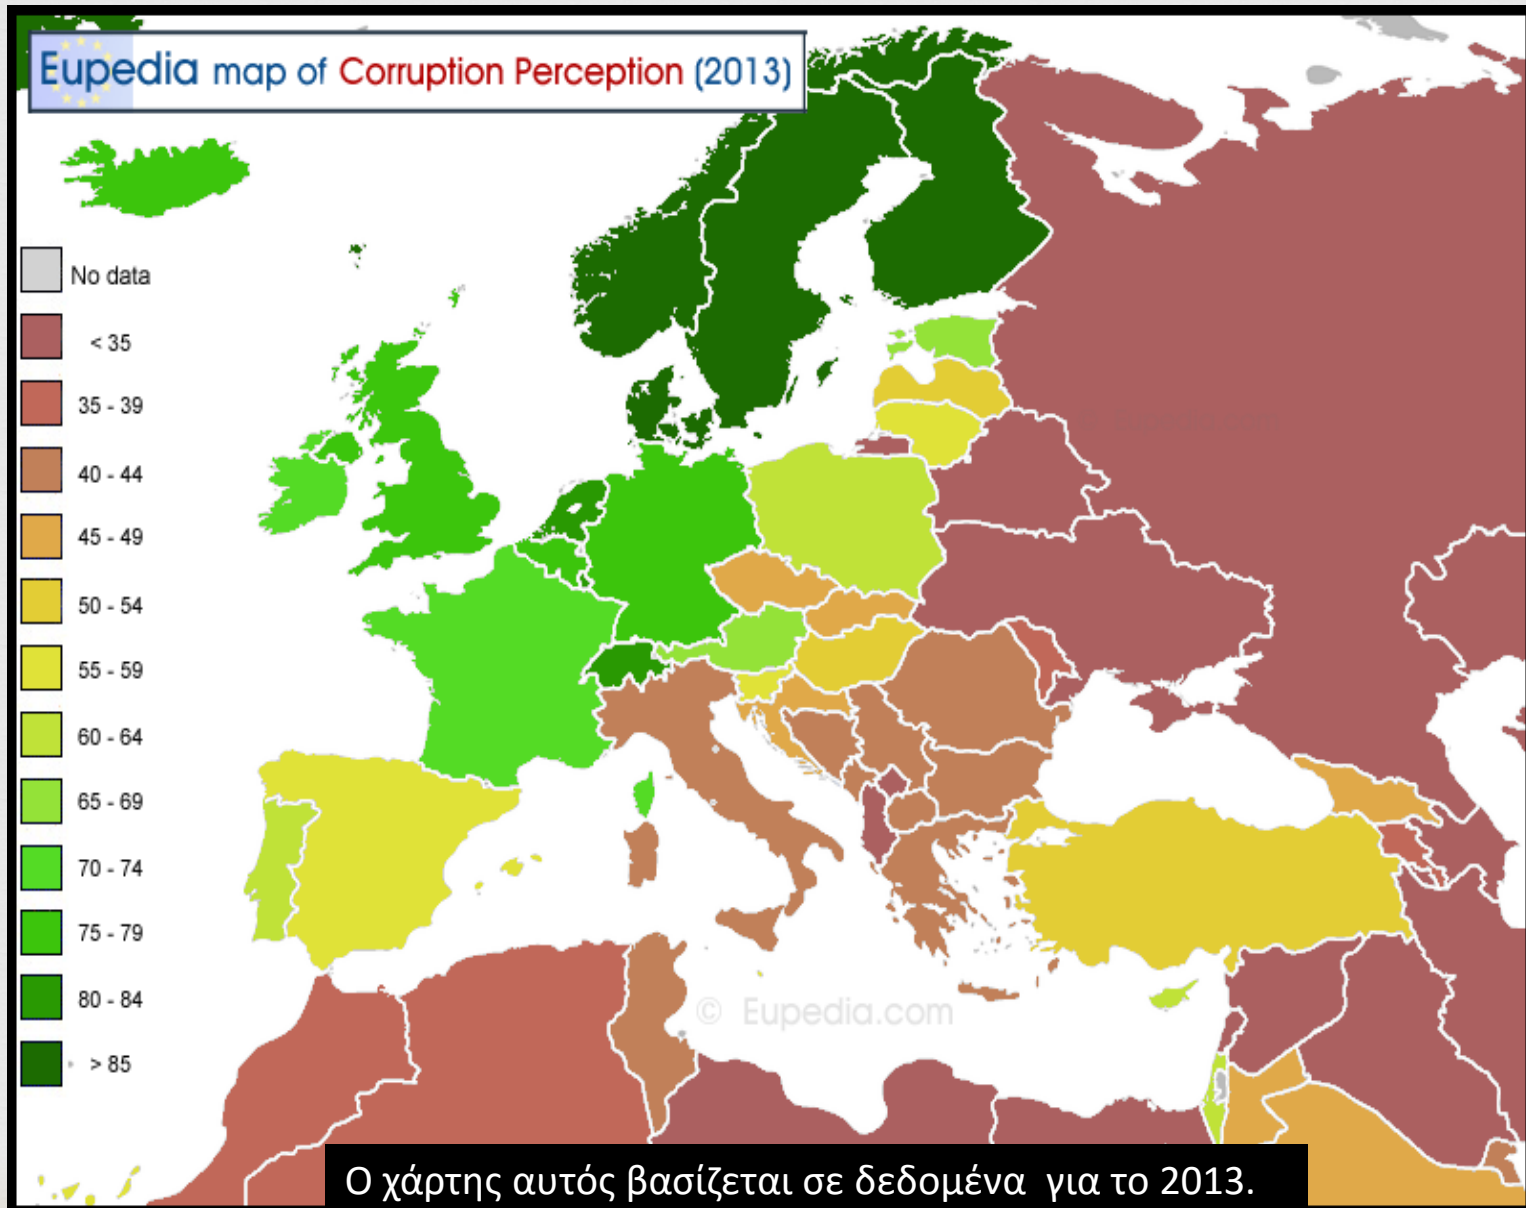 Eupedia map of Corruption Perception (2013)
No data
< 35
35 - 39
40 - 44
45 - 49
50 - 54
55 - 59
60 - 64
65 - 69
70 - 74
75 - 79
80 - 84
> 85
© Eupedia.com
Ο χάρτης αυτός βασίζεται σε δεδομένα για το 2013.